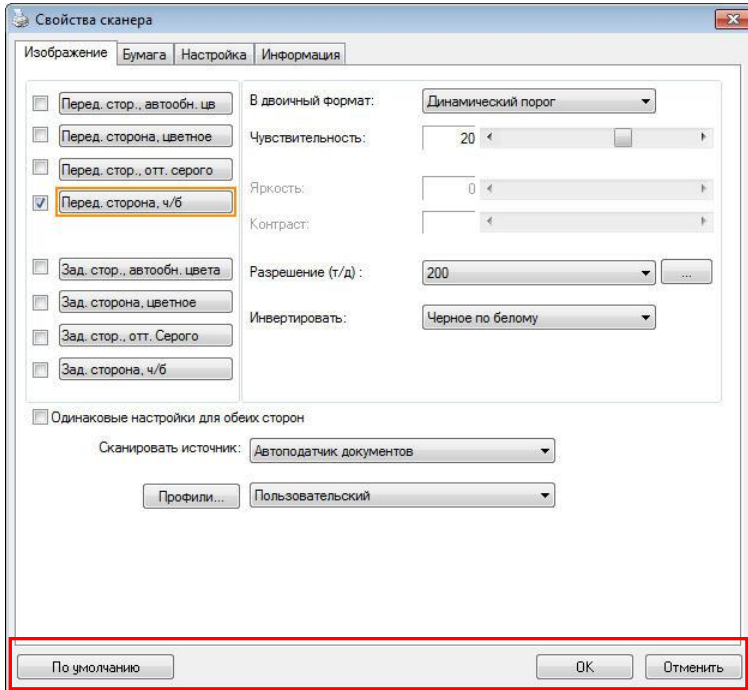 Свойства сканера
Изображение Бумага Настройка Информация
Перед. стор., автообн. цв
Перед. сторона, цветное
Перед. стор., отт. серого
Перед. сторона, ч/б
Зад. стор., автообн. цвета
Зад. сторона, цветное
Зад. стор., отт. Серого
Зад. сторона, ч/б
В двоичный формат: Динамический порог
Чувствительность: 20
Яркость: 0
Контраст:
Разрешение (т/д) : 200 ...
Инвертировать: Черное по белому
Одинаковые настройки для обеих сторон
Сканировать источник: Автоподатчик документов
Профили... Пользовательский
По умолчанию OK Отменить